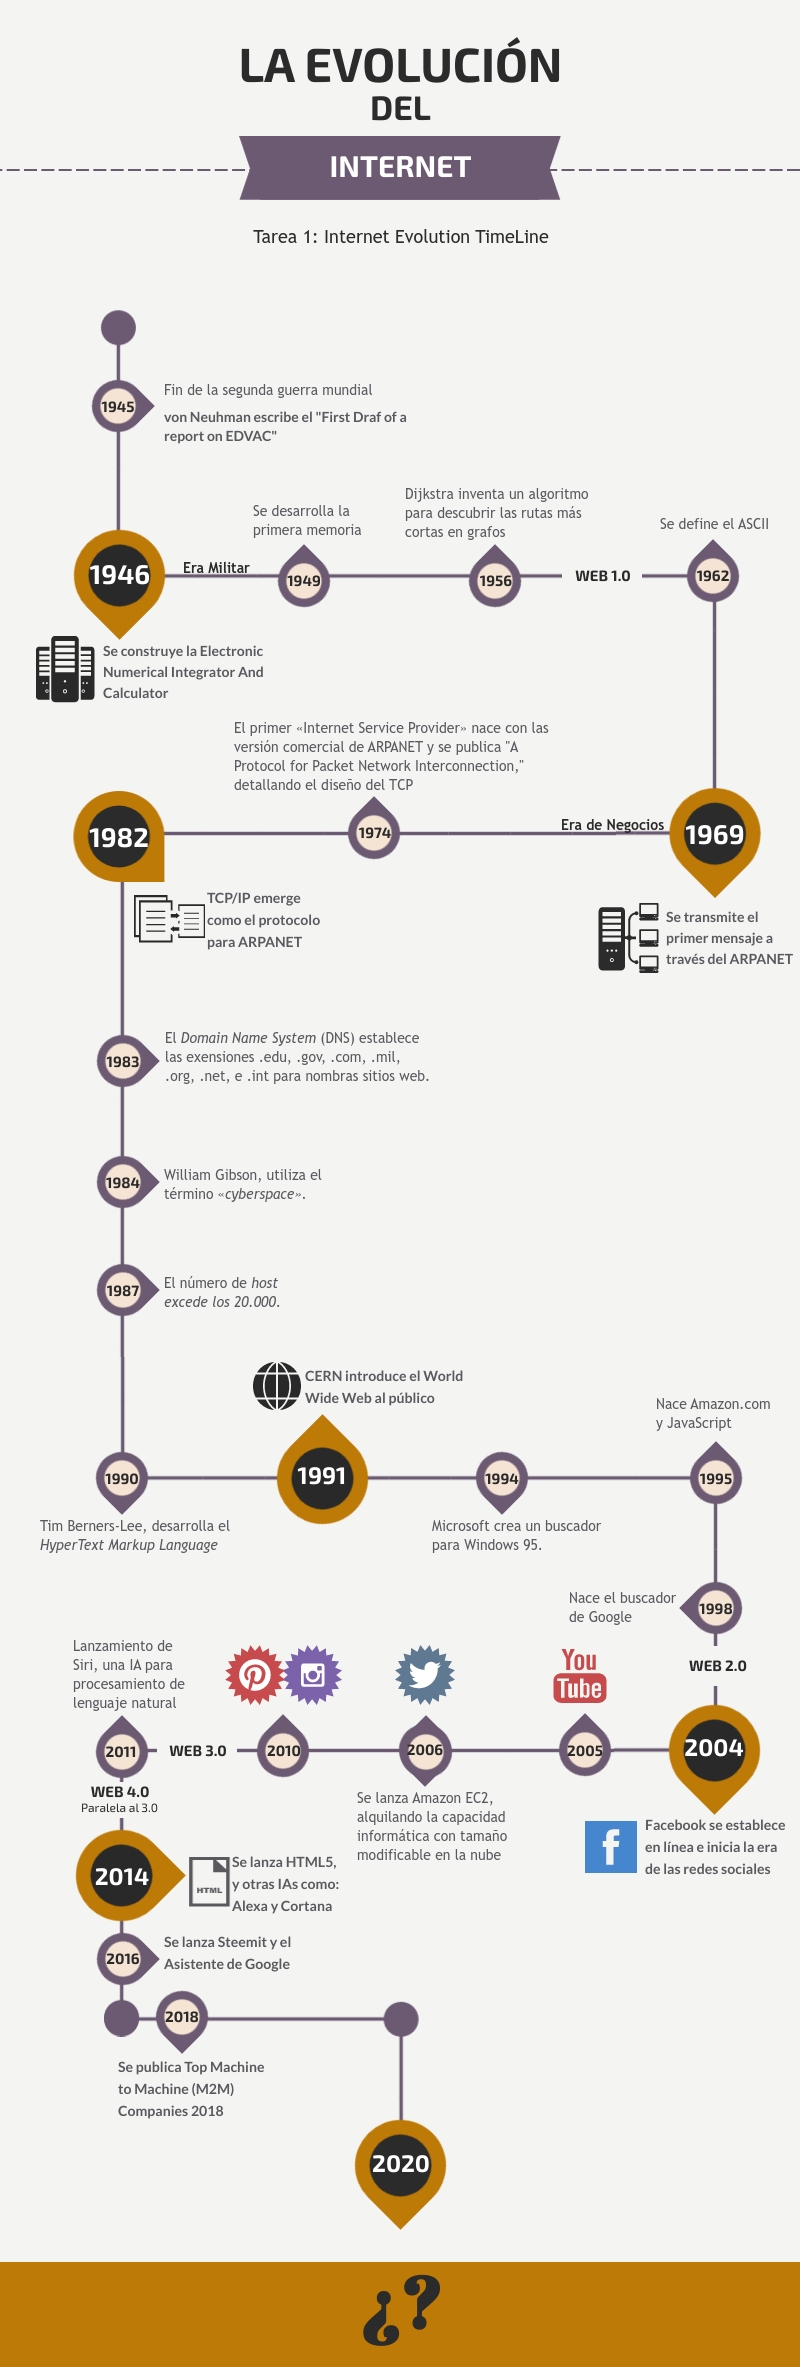 LA EVOLUCIÓN
DEL
INTERNET
Tarea 1: Internet Evolution TimeLine
1945
Fin de la segunda guerra mundial
von Neuhman escribe el "First Draf of a
report on EDVAC"
1946
Era Militar
Se construye la Electronic
Numerical Integrator And
Calculator
Se desarrolla la
primera memoria
1949
Dijkstra inventa un algoritmo
para descubrir las rutas más
cortas en grafos
1956
WEB 1.0
Se define el ASCII
1962
1969
Era de Negocios
Se transmite el
primer mensaje a
través del ARPANET
El primer «Internet Service Provider» nace con las
versión comercial de ARPANET y se publica "A
Protocol for Packet Network Interconnection,"
detallando el diseño del TCP
1974
1982
TCP/IP emerge
como el protocolo
para ARPANET
1983
El Domain Name System (DNS) establece
las exensiones .edu, .gov, .com, .mil,
.org, .net, e .int para nombras sitios web.
1984
William Gibson, utiliza el
término «cyberspace».
1987
El número de host
excede los 20.000.
1990
Tim Berners-Lee, desarrolla el
HyperText Markup Language
CERN introduce el World
Wide Web al público
1991
1994
Microsoft crea un buscador
para Windows 95.
Nace Amazon.com
y JavaScript
1995
Nace el buscador
de Google
1998
WEB 2.0
2004
Facebook se establece
en línea e inicia la era
de las redes sociales
f
You
Tube
2005
2006
Se lanza Amazon EC2,
alquilando la capacidad
informática con tamaño
modificable en la nube
2010
WEB 3.0
Lanzamiento de
Siri, una IA para
procesamiento de
lenguaje natural
2011
WEB 4.0
Paralela al 3.0
2014
HTML
Se lanza HTML5,
y otras IAs como:
Alexa y Cortana
2016
Se lanza Steemit y el
Asistente de Google
2018
Se publica Top Machine
to Machine (M2M)
Companies 2018
2020
¿?